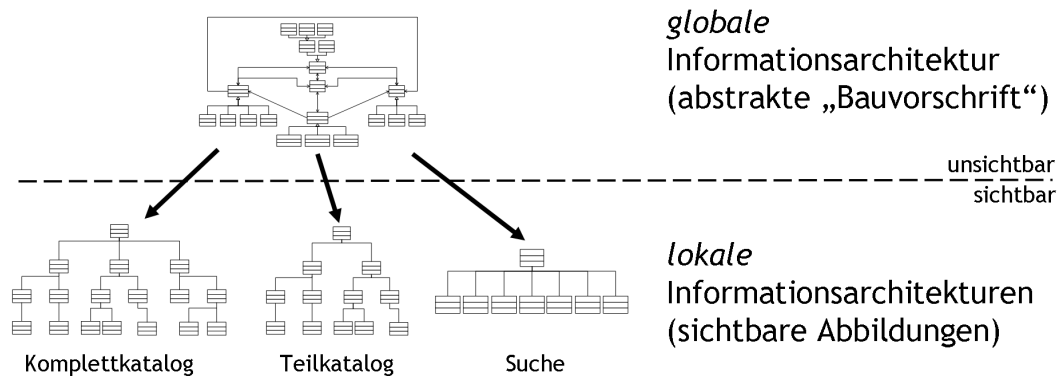 globale
Informationsarchitektur
(abstrakte „Bauvorschrift“)
unsichtbar
sichtbar
lokale
Informationsarchitekturen
(sichtbare Abbildungen)
Komplettkatalog
Teilkatalog
Suche